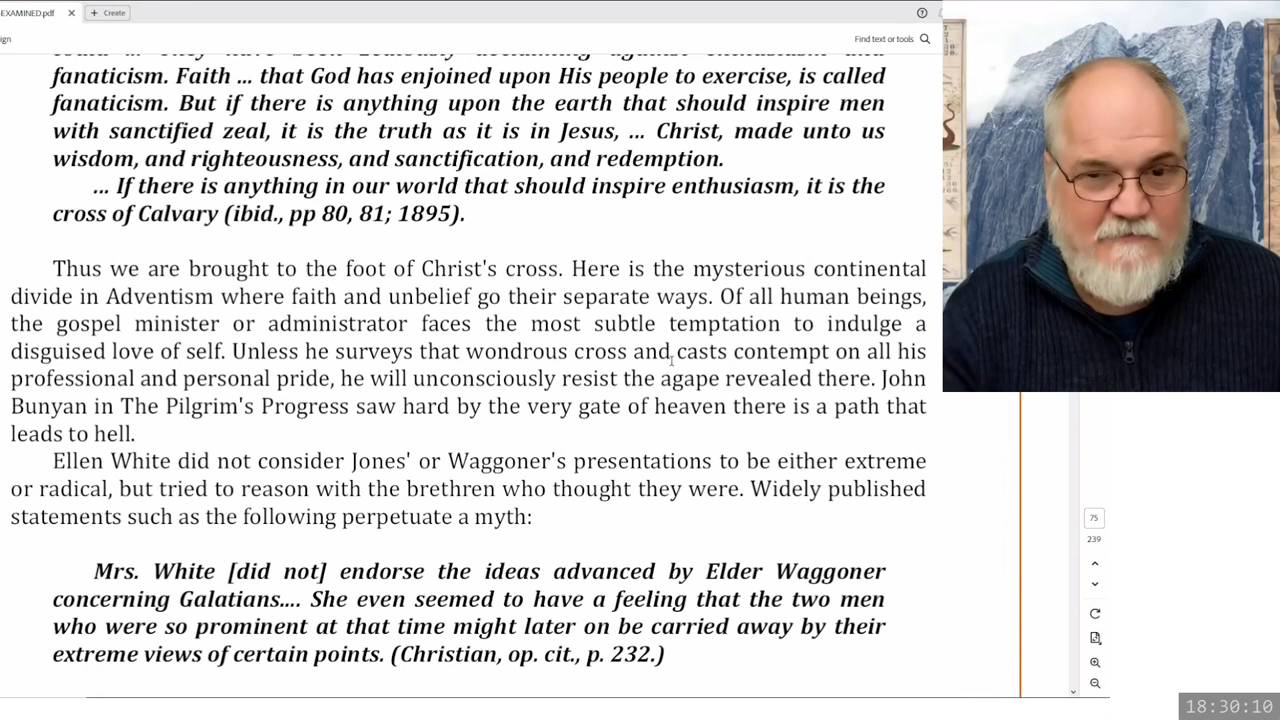 -EXAMINED.pdf
+ Create
ign
Find text or tools
fanaticism. Faith ... that God has enjoined upon His people to exercise, is called
fanaticism. But if there is anything upon the earth that should inspire men
with sanctified zeal, it is the truth as it is in Jesus, ... Christ, made unto us
wisdom, and righteousness, and sanctification, and redemption.
... If there is anything in our world that should inspire enthusiasm, it is the
cross of Calvary (ibid., pp 80, 81; 1895).
Thus we are brought to the foot of Christ's cross. Here is the mysterious continental
divide in Adventism where faith and unbelief go their separate ways. Of all human beings,
the gospel minister or administrator faces the most subtle temptation to indulge a
disguised love of self. Unless he surveys that wondrous cross and casts contempt on all his
professional and personal pride, he will unconsciously resist the agape revealed there. John
Bunyan in The Pilgrim's Progress saw hard by the very gate of heaven there is a path that
leads to hell.
Ellen White did not consider Jones' or Waggoner's presentations to be either extreme
or radical, but tried to reason with the brethren who thought they were. Widely published
statements such as the following perpetuate a myth:
Mrs. White [did not] endorse the ideas advanced by Elder Waggoner
concerning Galatians.... She even seemed to have a feeling that the two men
who were so prominent at that time might later on be carried away by their
extreme views of certain points. (Christian, op. cit., p. 232.)
75
239
18:30:10